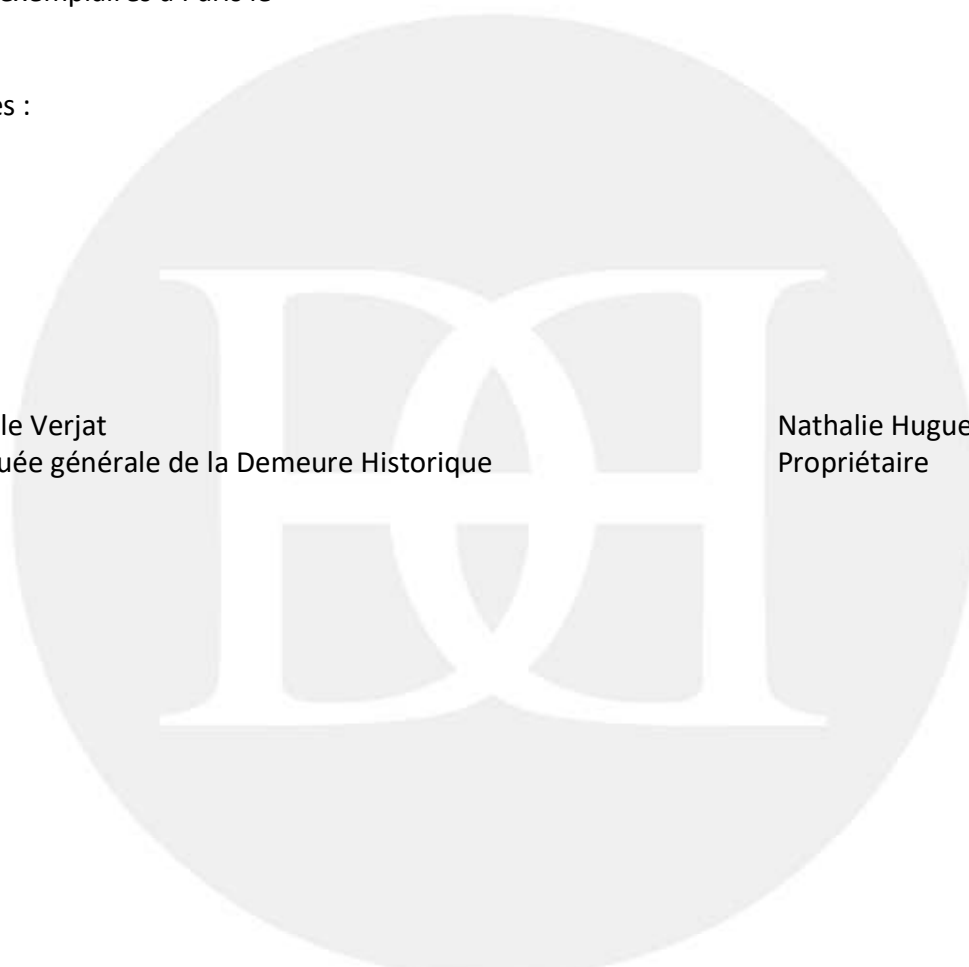 exemplaires à Paris le
es :
le Verjat
Nathalie Hugue
uée générale de la Demeure Historique
Propriétaire